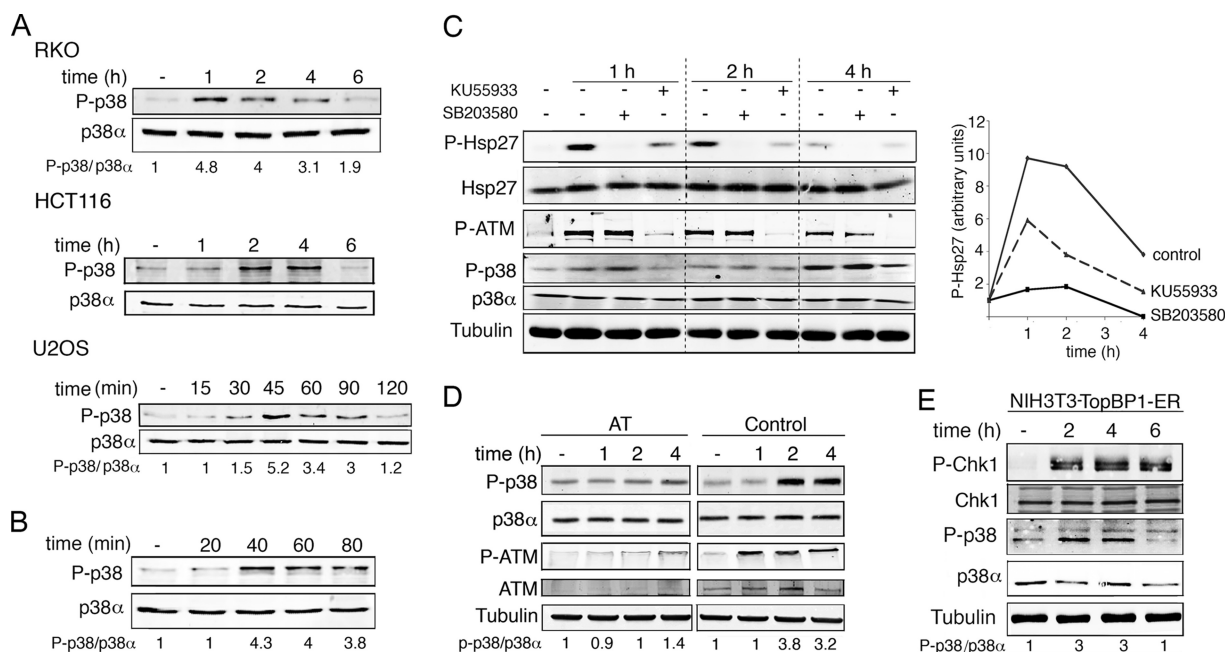 A
RKO
time (h) - 1 2 4 6
P-p38
p38α
P-p38/p38α 1 4.8 4 3.1 1.9
HCT116
time (h) - 1 2 4 6
P-p38
p38α
U2OS
time (min) - 15 30 45 60 90 120
P-p38
p38α
P-p38/p38α 1 1 1.5 5.2 3.4 3 1.2
B
time (min) - 20 40 60 80
P-p38
p38α
P-p38/p38α 1 1 4.3 4 3.8
C
1 h 2 h 4 h
KU55933 - - - + - - + - - +
SB203580 - - + - - + - - + -
P-Hsp27
Hsp27
P-ATM
P-p38
p38α
Tubulin
P-Hsp27 (arbitrary units)
12
10
8
6
4
2
control
KU55933
SB203580
1 2 3 4
time (h)
D
AT Control
time (h) - 1 2 4 - 1 2 4
P-p38
p38α
P-ATM
ATM
Tubulin
p-p38/p38α 1 0.9 1 1.4 1 1 3.8 3.2
E
NIH3T3-TopBP1-ER
time (h) - 2 4 6
P-Chk1
Chk1
P-p38
p38α
Tubulin
P-p38/p38α 1 3 3 1